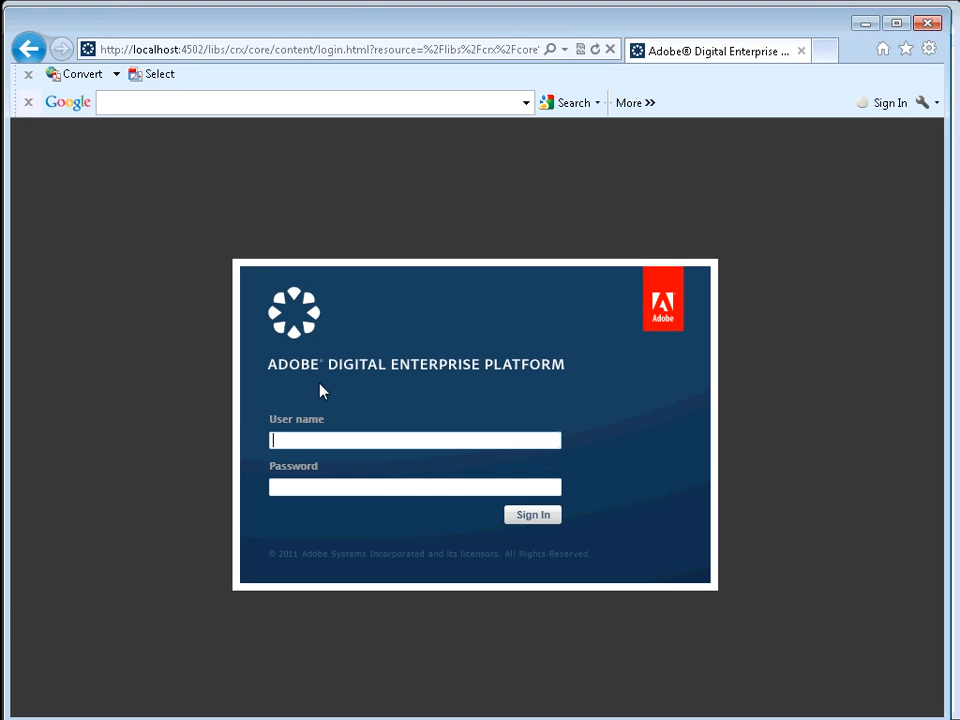 http://localhost:4502/libs/crx/core/content/login.html?resource=%2Flibs%2Fcrx%2Fcore'
Adobe® Digital Enterprise ...
x Convert Select
x Google Search More »
Sign In
Adobe
ADOBE® DIGITAL ENTERPRISE PLATFORM
User name
Password
Sign In
© 2011 Adobe Systems Incorporated and its licensors. All Rights Reserved.